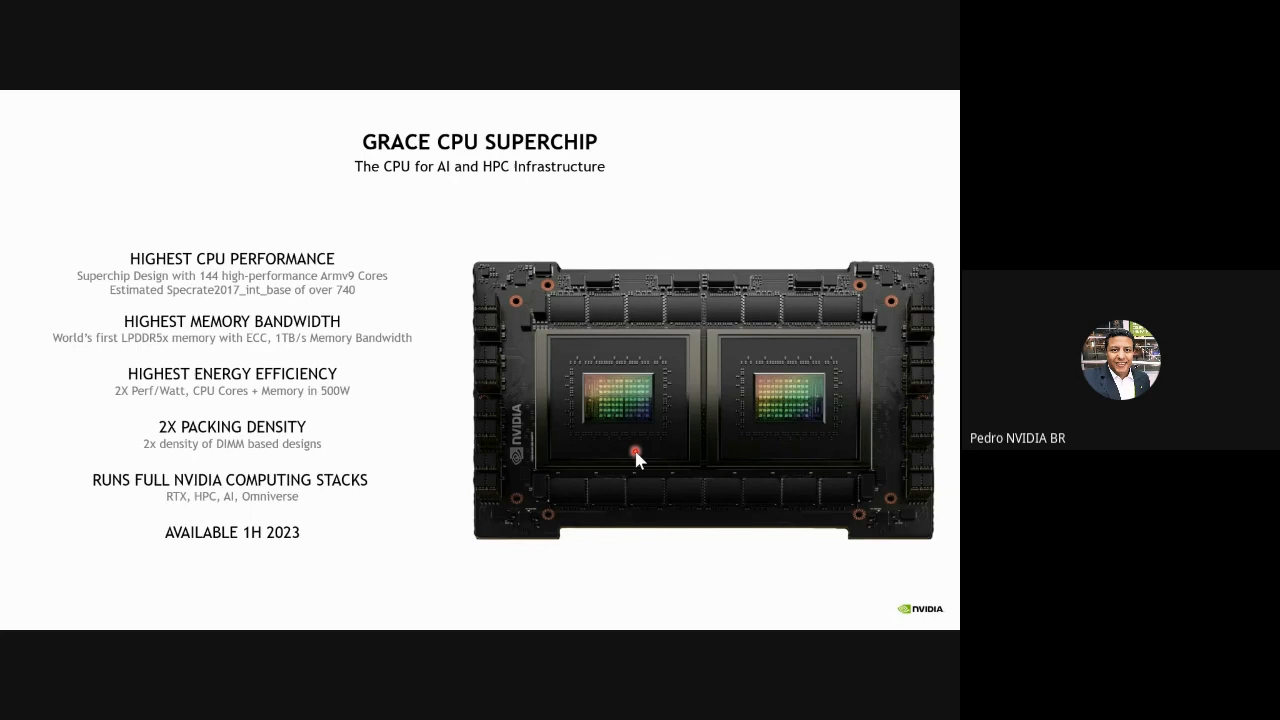 GRACE CPU SUPERCHIP
The CPU for AI and HPC Infrastructure
HIGHEST CPU PERFORMANCE
Superchip Design with 144 high-performance Armv9 Cores
Estimated Specrate2017_int_base of over 740
HIGHEST MEMORY BANDWIDTH
World's first LPDDR5x memory with ECC, 1TB/s Memory Bandwidth
HIGHEST ENERGY EFFICIENCY
2X Perf/Watt, CPU Cores + Memory in 500W
2X PACKING DENSITY
2x density of DIMM based designs
RUNS FULL NVIDIA COMPUTING STACKS
RTX, HPC, AI, Omniverse
AVAILABLE 1H 2023
NVIDIA
NVIDIA
Pedro NVIDIA BR